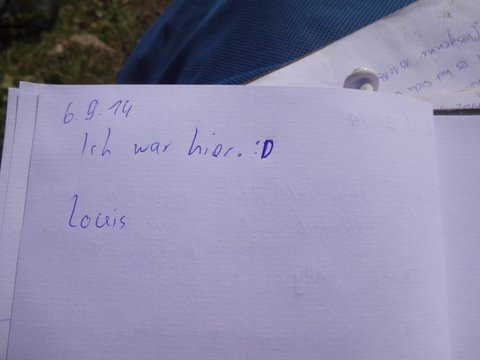 6.9.14
Ich war hier. :D
Louis